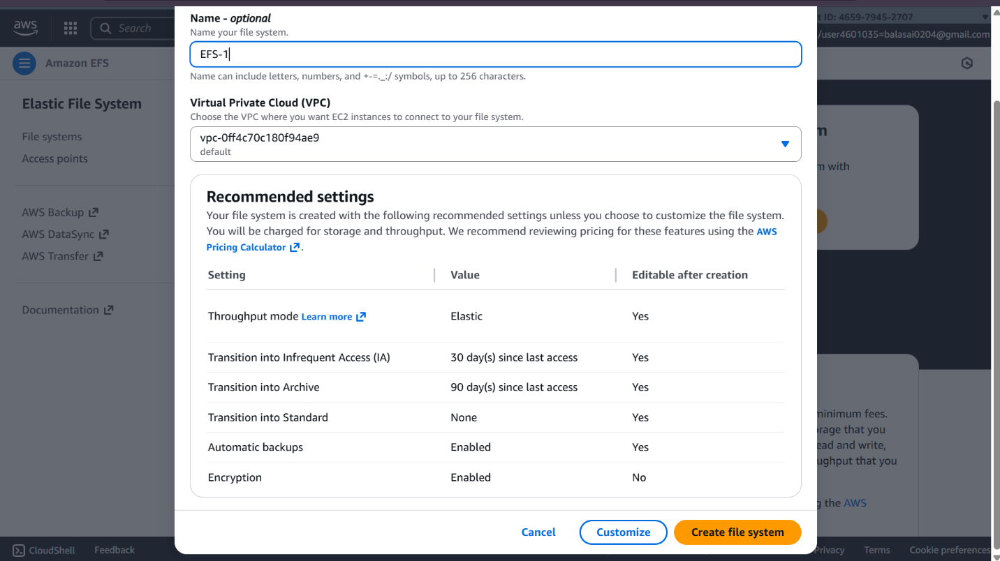 aws
Search
t ID: 4659-7945-2707
/user4601035=balasai0204@gmail.com
Amazon EFS
Elastic File System
File systems
Access points
AWS Backup
AWS DataSync
AWS Transfer
Documentation
Name - optional
Name your file system.
EFS-1
Name can include letters, numbers, and +-=._:/ symbols, up to 256 characters.
Virtual Private Cloud (VPC)
Choose the VPC where you want EC2 instances to connect to your file system.
vpc-0ff4c70c180f94ae9
default
Recommended settings
Your file system is created with the following recommended settings unless you choose to customize the file system.
You will be charged for storage and throughput. We recommend reviewing pricing for these features using the AWS
Pricing Calculator.
Setting Value Editable after creation
Throughput mode Learn more Elastic Yes
Transition into Infrequent Access (IA) 30 day(s) since last access Yes
Transition into Archive 90 day(s) since last access Yes
Transition into Standard None Yes
Automatic backups Enabled Yes
Encryption Enabled No
Cancel Customize Create file system
m
m with
minimum fees.
rage that you
ead and write,
ughput that you
g the AWS
CloudShell Feedback
Privacy Terms Cookie preferences